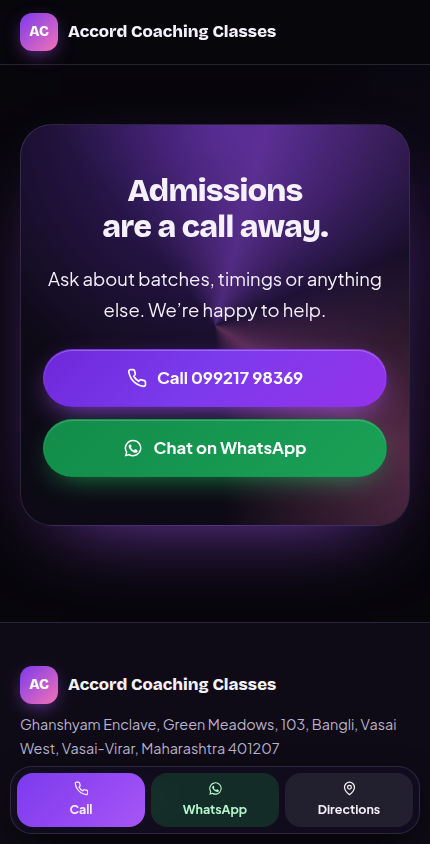 AC Accord Coaching Classes
Admissions
are a call away.
Ask about batches, timings or anything
else. We’re happy to help.
Call 099217 98369
Chat on WhatsApp
AC Accord Coaching Classes
Ghanshyam Enclave, Green Meadows, 103, Bangli, Vasai
West, Vasai-Virar, Maharashtra 401207
Call WhatsApp Directions